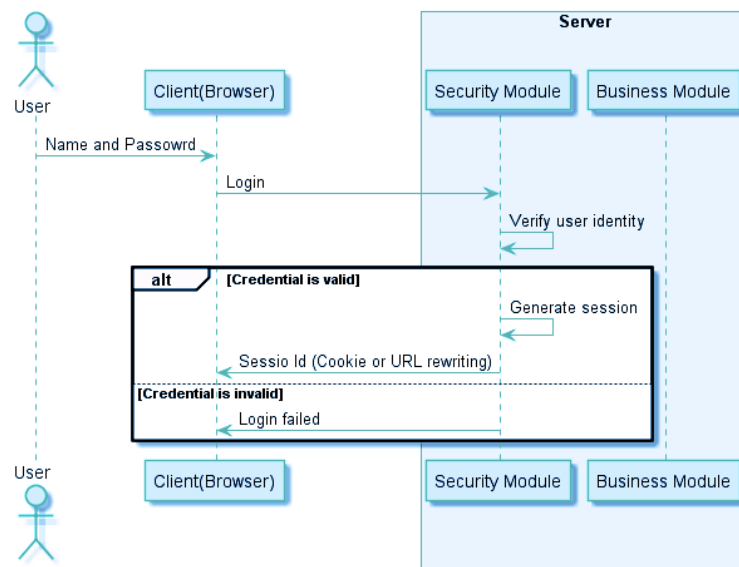 Server
User
Client(Browser)
Security Module
Business Module
Name and Passowrd
Login
Verify user identity
alt
[Credential is valid]
Generate session
Sessio Id (Cookie or URL rewriting)
[Credential is invalid]
Login failed
User
Client(Browser)
Security Module
Business Module